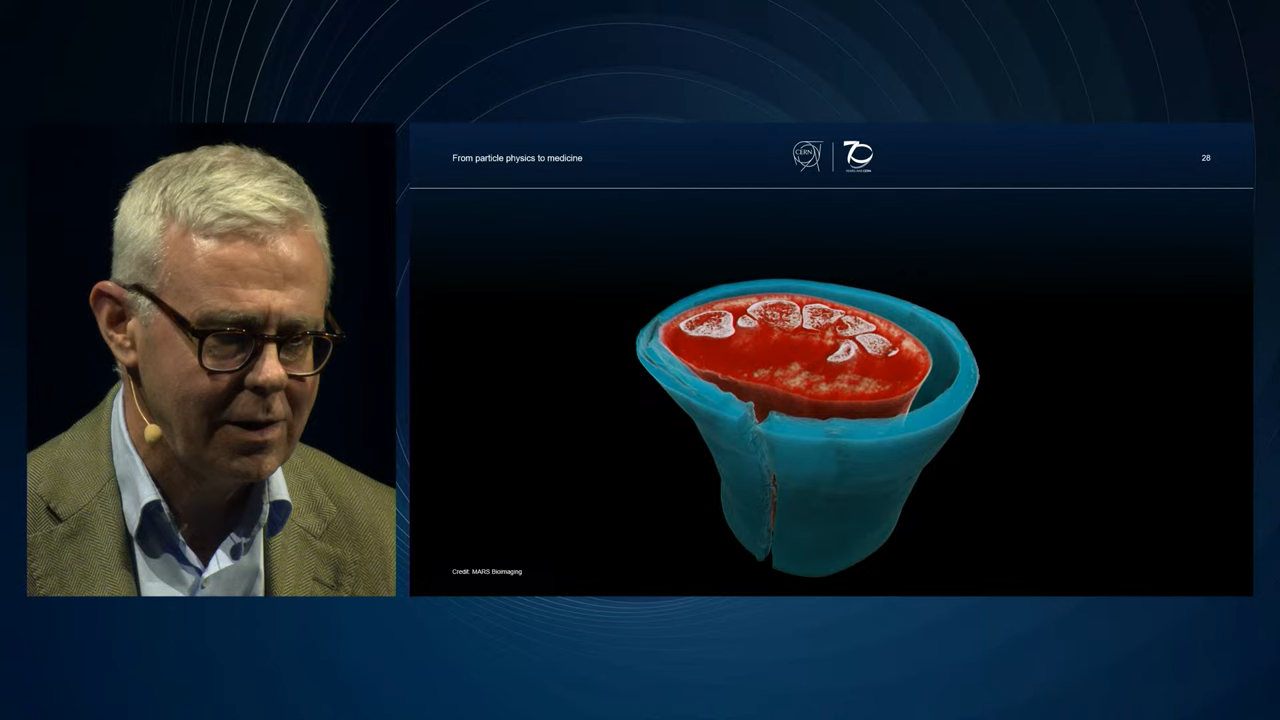 From particle physics to medicine
CERN
70
28
Credit: MARS Bioimaging